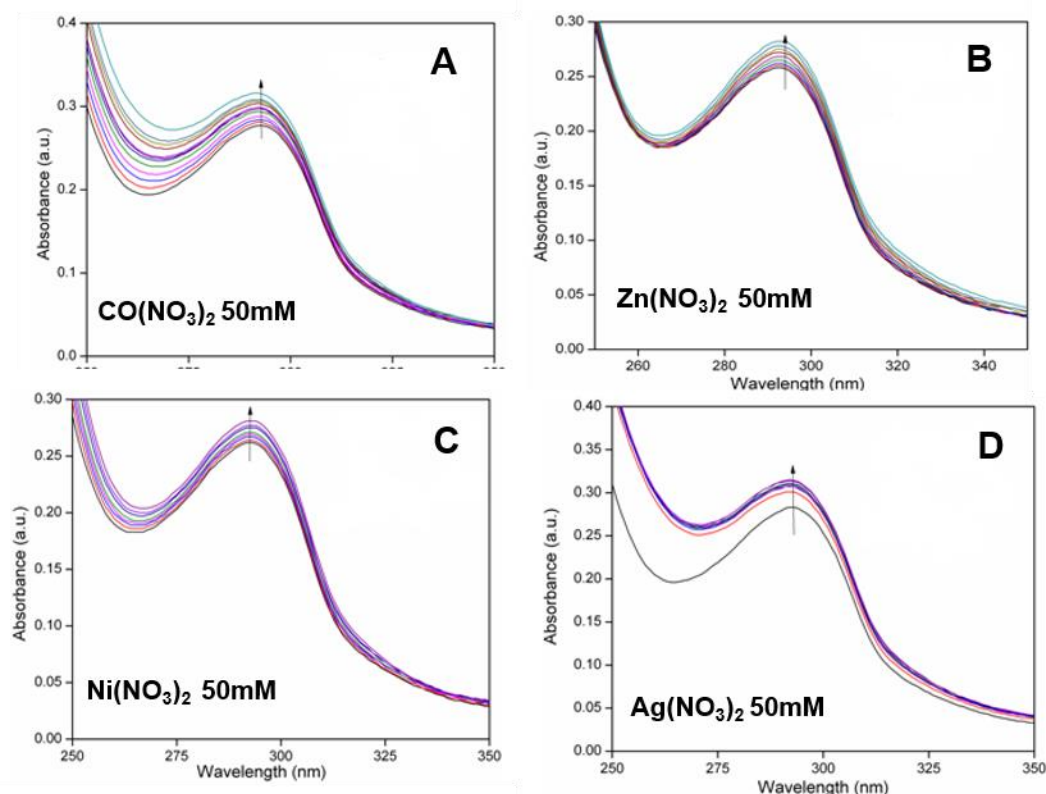 0.4
0.3
0.2
0.1
0.0
Absorbance (a.u.)
A
CO(NO₃)₂ 50mM
275
300
0.30
0.25
0.20
0.15
0.10
0.05
0.00
Absorbance (a.u.)
B
Zn(NO₃)₂ 50mM
260 280 300 320 340
Wavelength (nm)
0.30
0.25
0.20
0.15
0.10
0.05
0.00
Absorbance (a.u.)
C
Ni(NO₃)₂ 50mM
250 275 300 325 350
Wavelength (nm)
0.40
0.35
0.30
0.25
0.20
0.15
0.10
0.05
0.00
Absorbance (a.u.)
D
Ag(NO₃)₂ 50mM
250 275 300 325 350
Wavelength (nm)